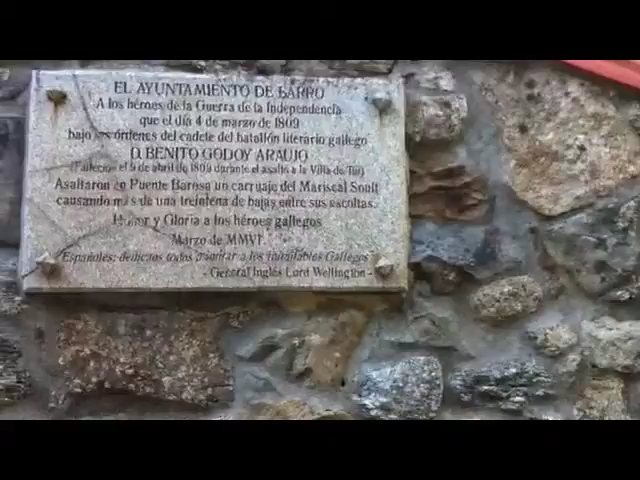 EL AYUNTAMIENTO DE BARRO
A los héroes de la Guerra de la Independencia
que el día 4 de marzo de 1809
bajo las órdenes del cadete del batallón literario gallego
D. BENITO GODOY ARAUJO
(Fallecido el 5 de abril de 1809 durante el asalto a la Villa de Tui)
Asaltaron en Puente Barosa un carruaje del Mariscal Soult
causando más de una treintena de bajas entre sus escoltas.
Honor y Gloria a los héroes gallegos
Marzo de MMVI.
Españoles: dedicaos todos a imitar a los inimitables Gallegos
- General Inglés Lord Wellington -